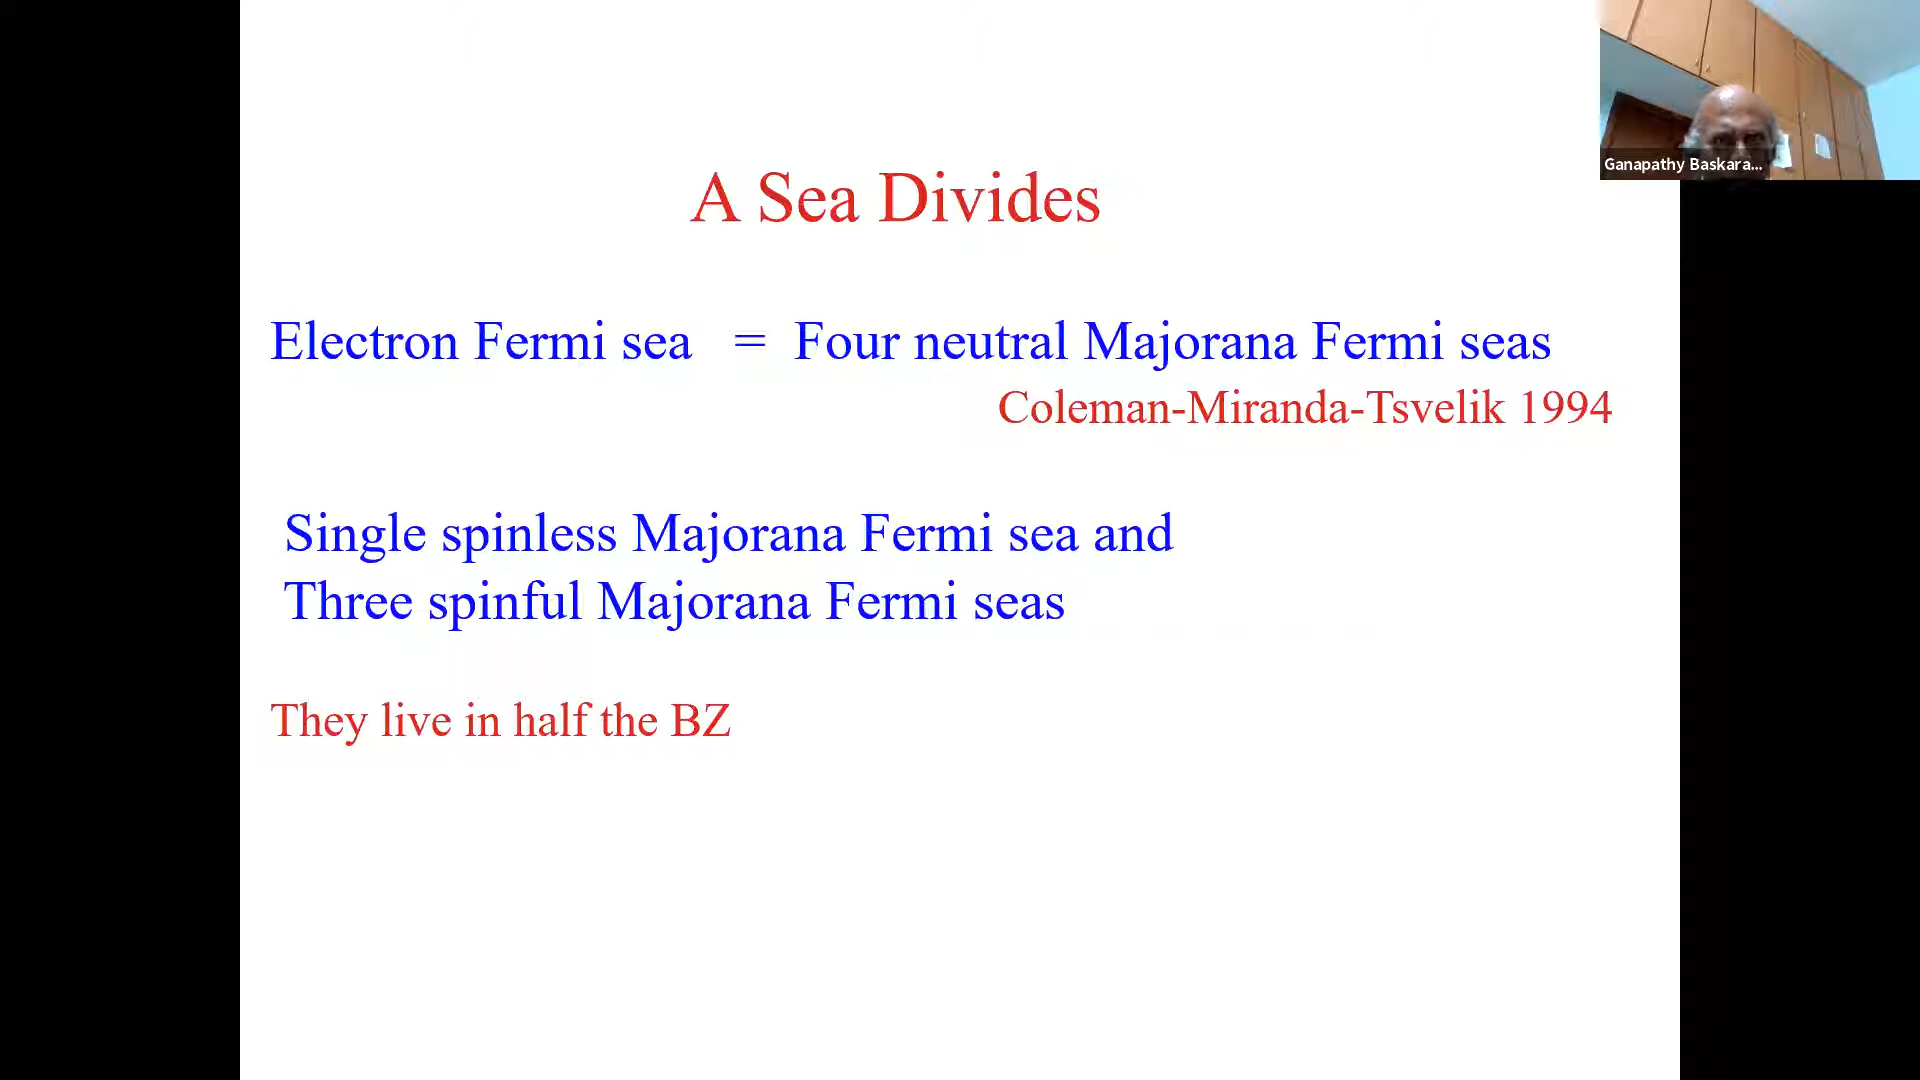 A Sea Divides
Electron Fermi sea = Four neutral Majorana Fermi seas
Coleman-Miranda-Tsvelik 1994
Single spinless Majorana Fermi sea and
Three spinful Majorana Fermi seas
They live in half the BZ
Ganapathy Baskara...